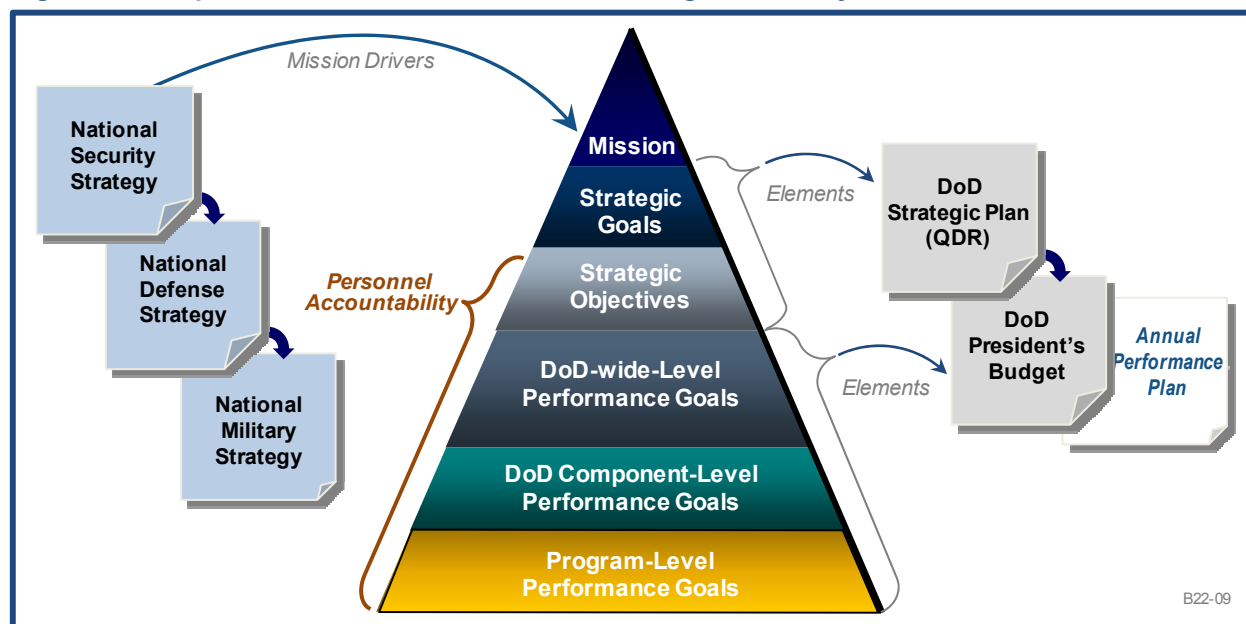 Mission Drivers
National
Security
Strategy
National
Defense
Strategy
National
Military
Strategy
Personnel
Accountability
Mission
Strategic
Goals
Strategic
Objectives
DoD-wide-Level
Performance Goals
DoD Component-Level
Performance Goals
Program-Level
Performance Goals
Elements
Elements
DoD
Strategic Plan
(QDR)
DoD
President's
Budget
Annual
Performance
Plan
B22-09